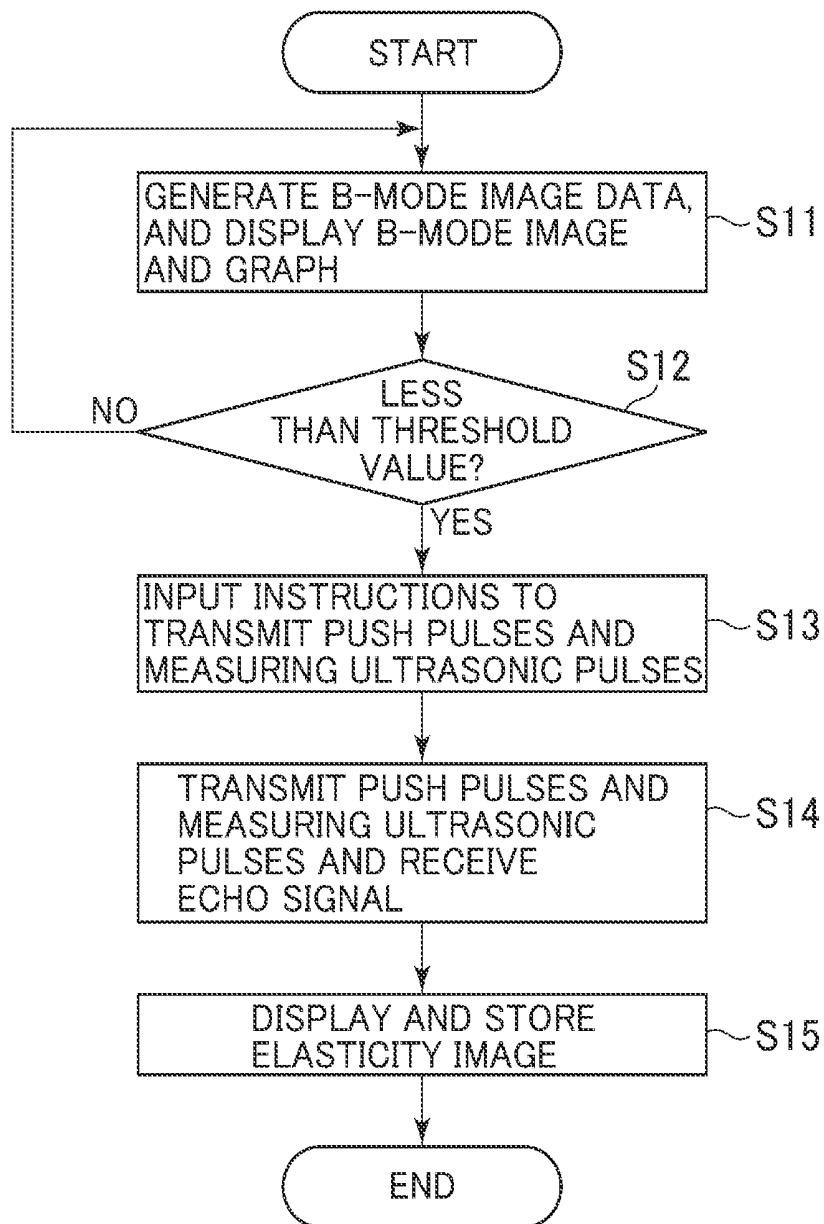 START
GENERATE B-MODE IMAGE DATA,
AND DISPLAY B-MODE IMAGE
AND GRAPH
S11
S12
LESS
THAN THRESHOLD
VALUE?
NO
YES
INPUT INSTRUCTIONS TO
TRANSMIT PUSH PULSES AND
MEASURING ULTRASONIC PULSES
S13
TRANSMIT PUSH PULSES AND
MEASURING ULTRASONIC
PULSES AND RECEIVE
ECHO SIGNAL
S14
DISPLAY AND STORE
ELASTICITY IMAGE
S15
END